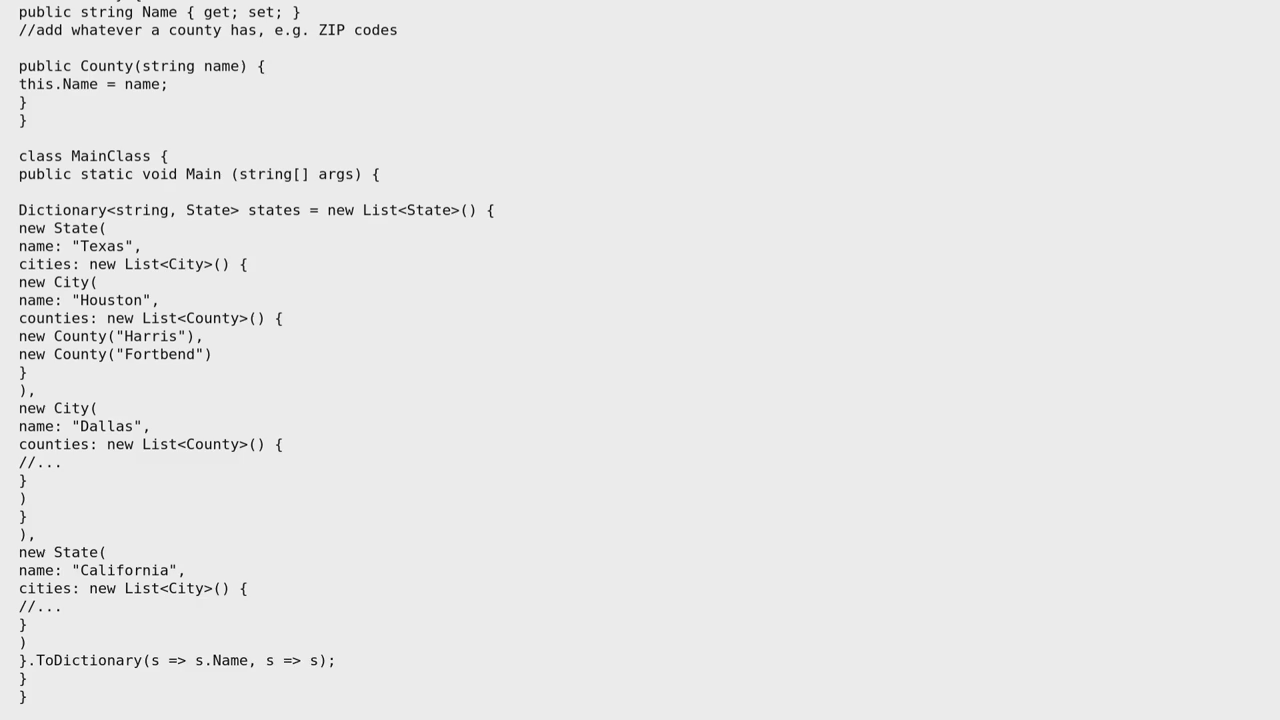 public string Name { get; set; }
//add whatever a county has, e.g. ZIP codes
public County(string name) {
this.Name = name;
}
}
class MainClass {
public static void Main (string[] args) {
Dictionary<string, State> states = new List<State>() {
new State(
name: "Texas",
cities: new List<City>() {
new City(
name: "Houston",
counties: new List<County>() {
new County("Harris"),
new County("Fortbend")
}
),
new City(
name: "Dallas",
counties: new List<County>() {
//...
}
)
}
),
new State(
name: "California",
cities: new List<City>() {
//...
}
)
}.ToDictionary(s => s.Name, s => s);
}
}